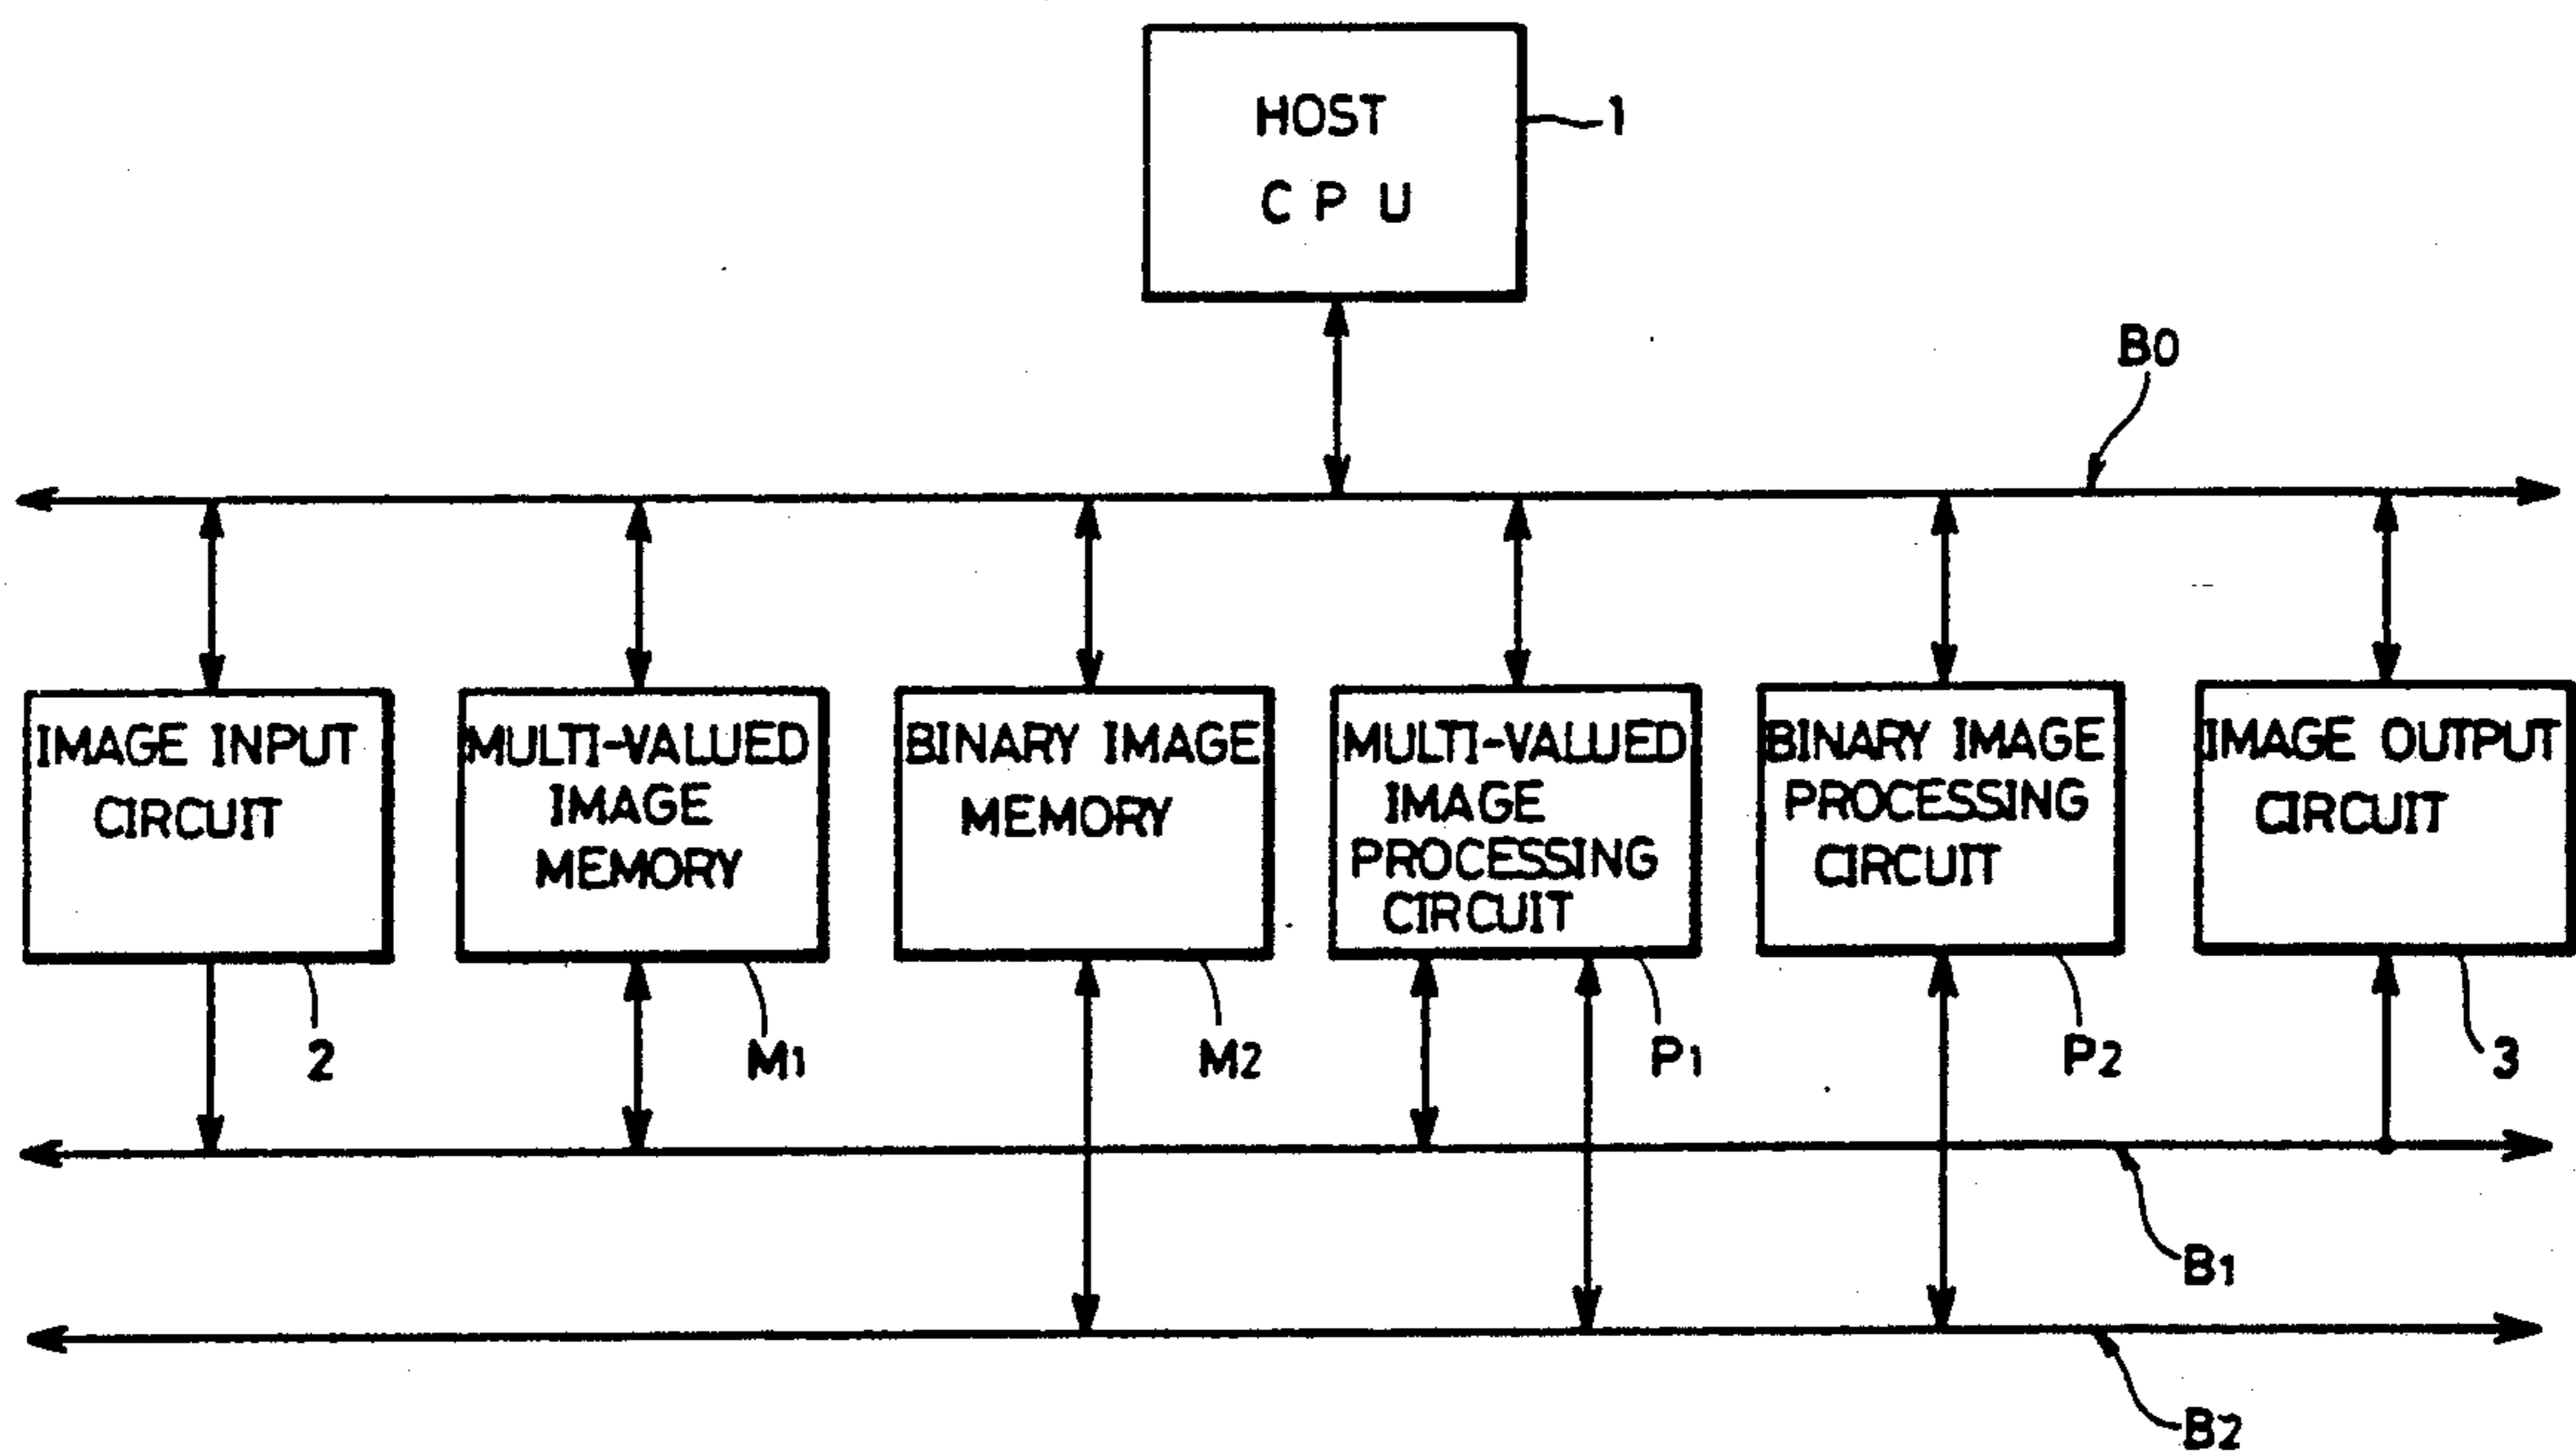 HOST
CPU
1
B0
IMAGE INPUT
CIRCUIT
MULTI-VALUED
IMAGE
MEMORY
BINARY IMAGE
MEMORY
MULTI-VALUED
IMAGE
PROCESSING
CIRCUIT
BINARY IMAGE
PROCESSING
CIRCUIT
IMAGE OUTPUT
CIRCUIT
2
M1
M2
P1
P2
3
B1
B2